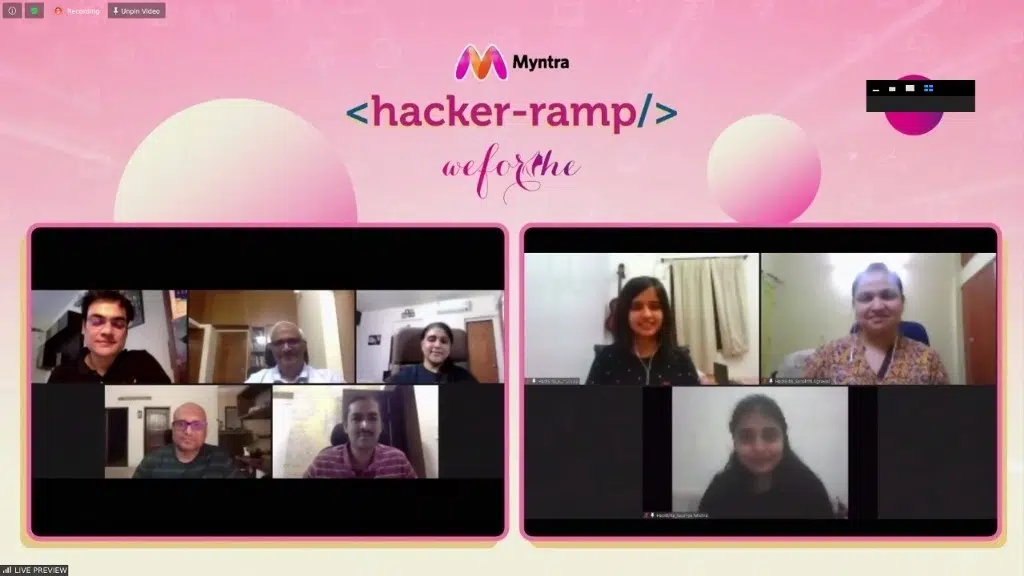 Recording
Unpin Video
Myntra
<hacker-ramp/>
weforshe
LIVE PREVIEW